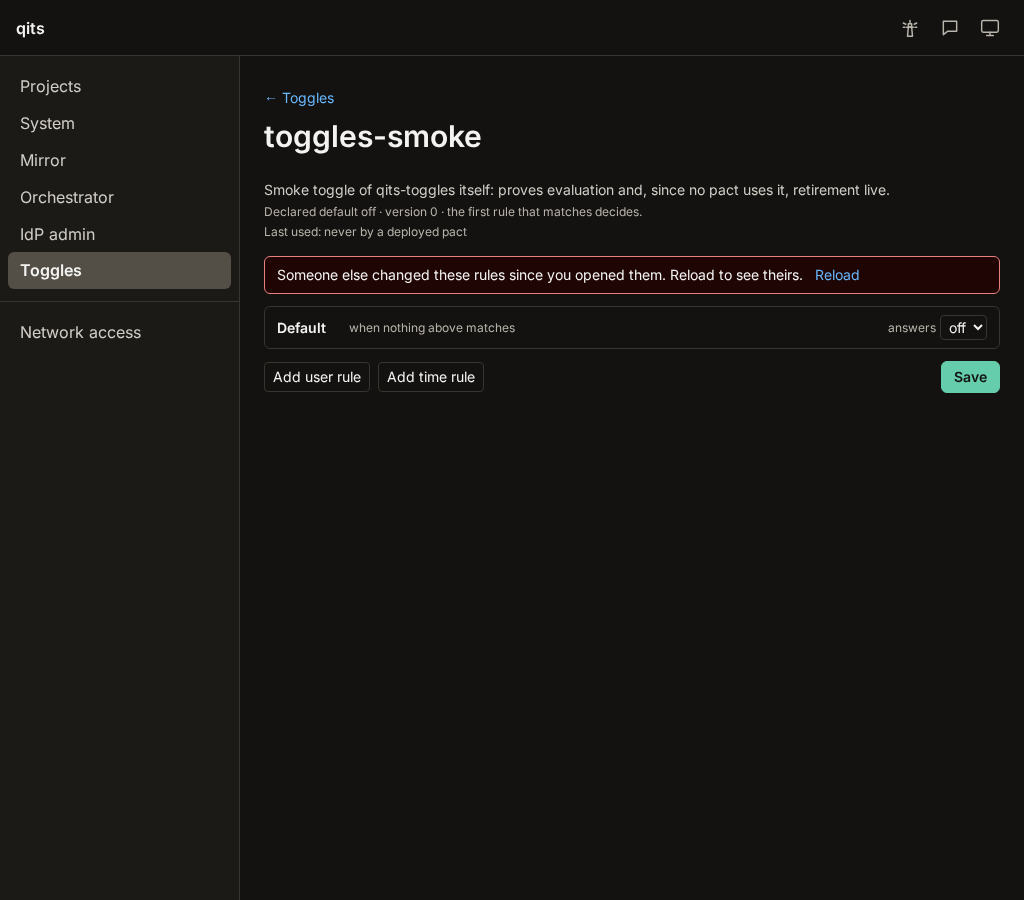 qits
Projects
System
Mirror
Orchestrator
IdP admin
Toggles
Network access
← Toggles
toggles-smoke
Smoke toggle of qits-toggles itself: proves evaluation and, since no pact uses it, retirement live.
Declared default off · version 0 · the first rule that matches decides.
Last used: never by a deployed pact
Someone else changed these rules since you opened them. Reload to see theirs. Reload
Default when nothing above matches answers off
Add user rule Add time rule Save